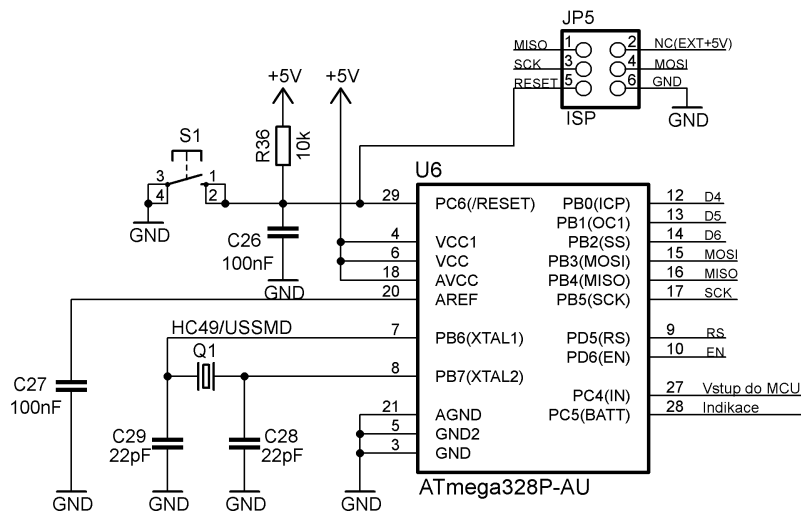 JP5
MISO 1 2 NC(EXT+5V)
SCK 3 4 MOSI
RESET 5 6 GND
ISP
GND
+5V +5V
R36
10k
S1
3 1
4 2
GND
C26
100nF
GND
U6
29 PC6(/RESET) PB0(ICP) 12 D4
PB1(OC1) 13 D5
4 VCC1 PB2(SS) 14 D6
6 VCC PB3(MOSI) 15 MOSI
18 AVCC PB4(MISO) 16 MISO
20 AREF PB5(SCK) 17 SCK
7 PB6(XTAL1) PD5(RS) 9 RS
PD6(EN) 10 EN
8 PB7(XTAL2)
PC4(IN) 27 Vstup do MCU
21 AGND PC5(BATT) 28 Indikace
5 GND2
3 GND
ATmega328P-AU
HC49/USSMD
Q1
C27
100nF
C29
22pF
C28
22pF
GND
GND
GND
GND